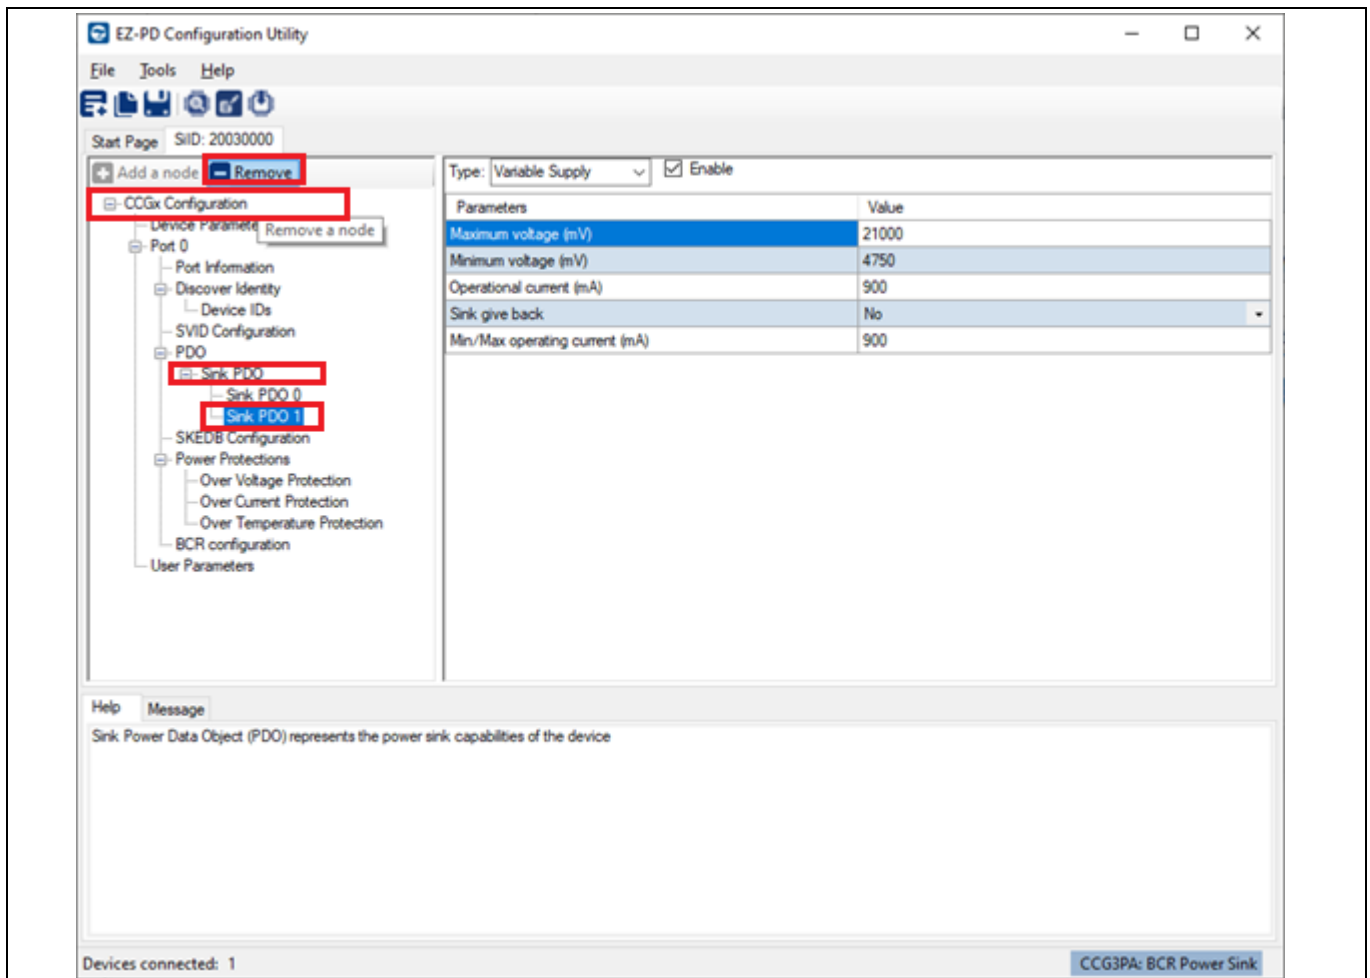 EZ-PD Configuration Utility
File Tools Help
Start Page SIID: 20030000
Add a node Remove
Type: Variable Supply Enable
CCGx Configuration
Parameters Value
Device Paramete
Remove a node
Maximum voltage (mV) 21000
Port 0
Minimum voltage (mV) 4750
Port Information
Operational current (mA) 900
Discover Identity
Device IDs
Sink give back No
SVID Configuration
Min/Max operating current (mA) 900
PDO
Sink PDO
Sink PDO 0
Sink PDO 1
SKEDB Configuration
Power Protections
Over Voltage Protection
Over Current Protection
Over Temperature Protection
BCR configuration
User Parameters
Help Message
Sink Power Data Object (PDO) represents the power sink capabilities of the device
Devices connected: 1 CCG3PA: BCR Power Sink